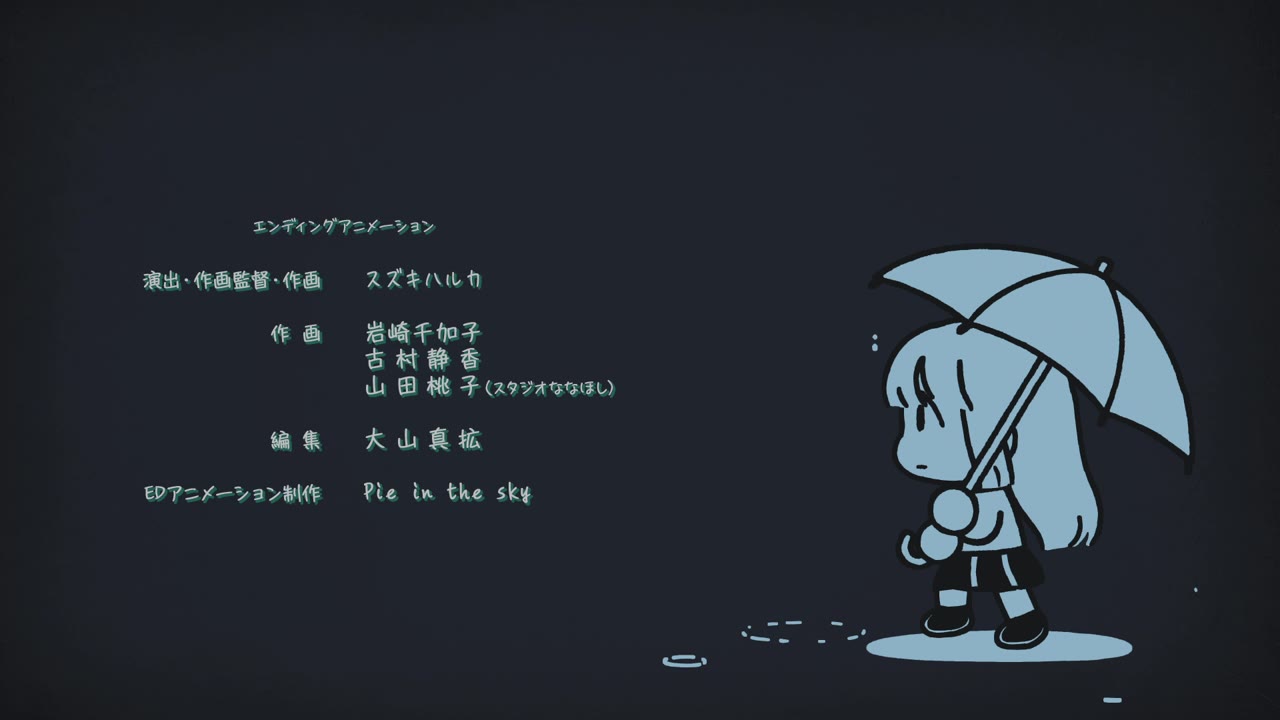 エンディングアニメーション
演出・作画監督・作画 スズキハルカ
作 画 岩崎千加子
古 村 静 香
山 田 桃 子(スタジオななほし)
編 集 大 山 真 拡
EDアニメーション制作 Pie in the sky